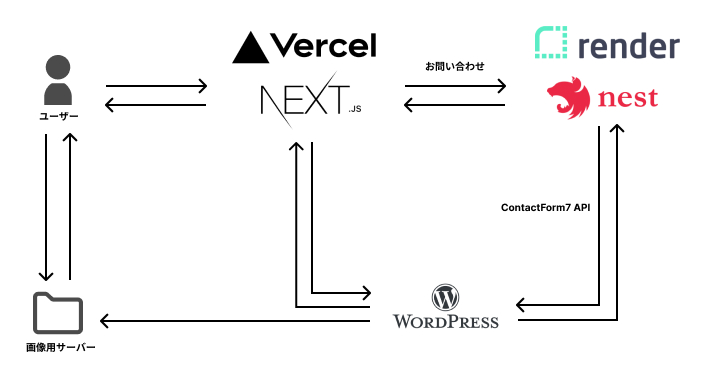 Vercel
render
お問い合わせ
NEXT.JS
nest
ユーザー
ContactForm7 API
WORDPRESS
画像用サーバー